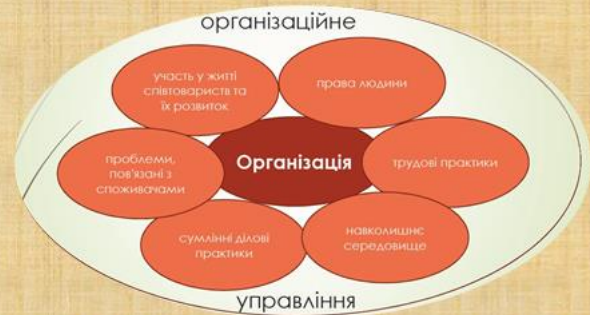 організаційне
участь у житті
співтовариств та
їх розвиток
права людини
проблеми,
пов'язані з
споживачами
Організація
трудові практики
сумлінні ділові
практики
навколишнє
середовище
управління